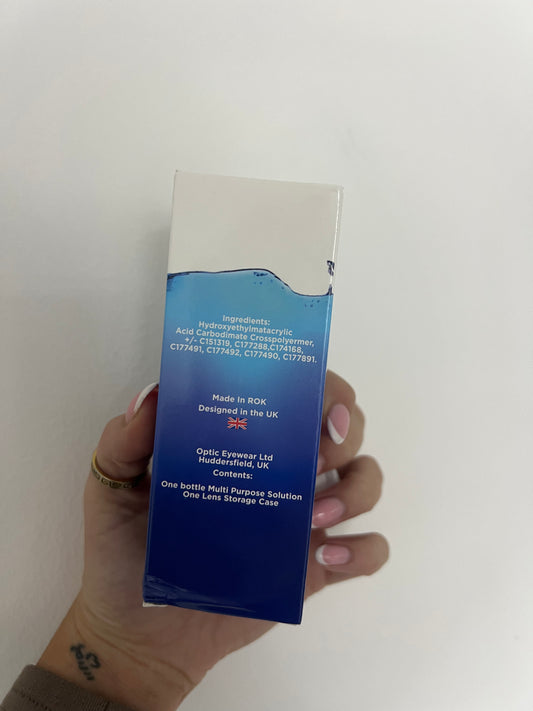 Ingredients:
Hydroxyethylmatacrylic
Acid Carbodimate Crosspolyermer,
+/- C151319, C177288,C174168,
C177491, C177492, C177490, C177891.
Made In ROK
Designed in the UK
Optic Eyewear Ltd
Huddersfield, UK
Contents:
One bottle Multi Purpose Solution
One Lens Storage Case